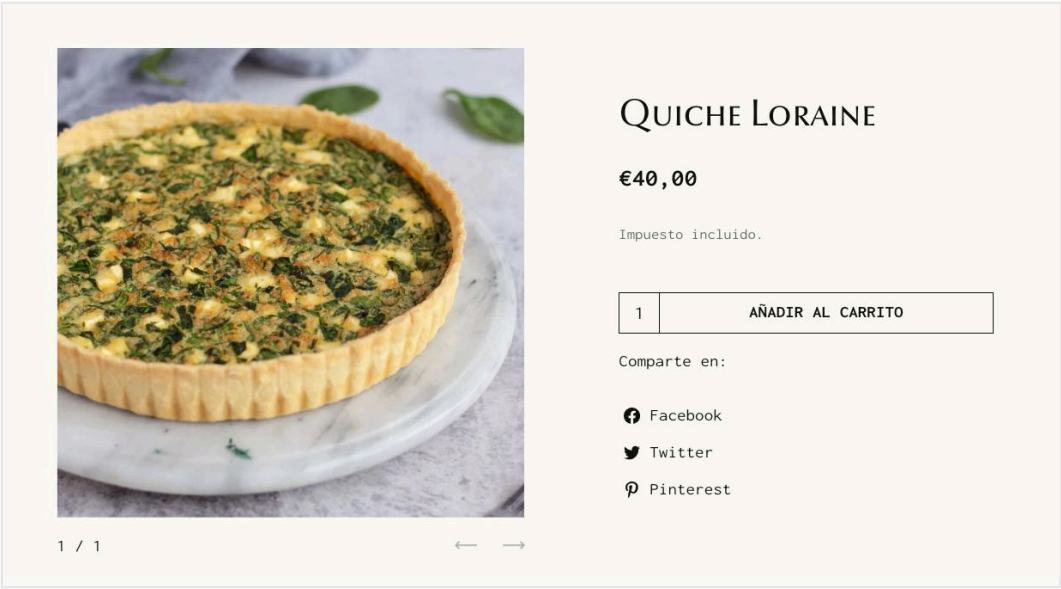 Quiche Loraine
€40,00
Impuesto incluido.
1 AÑADIR AL CARRITO
Comparte en:
Facebook
Twitter
Pinterest
1 / 1